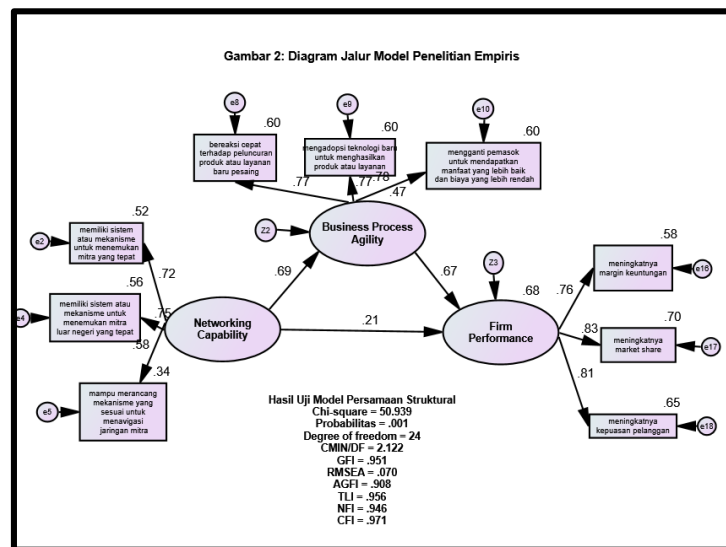 Gambar 2: Diagram Jalur Model Penelitian Empiris
e8
e9
e10
.60
.60
.60
bereaksi cepat
terhadap peluncuran
produk atau layanan
baru pesaing
mengadopsi teknologi baru
untuk menghasilkan
produk atau layanan
mengganti pemasok
untuk mendapatkan
manfaat yang lebih baik
dan biaya yang lebih rendah
.77
.77
.78
.47
Z2
Business Process
Agility
.52
e2
memiliki sistem
atau mekanisme
untuk menemukan
mitra yang tepat
.72
.56
e4
memiliki sistem atau
mekanisme untuk
menemukan mitra
luar negeri yang tepat
.75
.58
.34
e5
mampu merancang
mekanisme yang
sesuai untuk
menavigasi
jaringan mitra
Networking
Capability
.69
.67
.21
Z3
.68
Firm
Performance
.58
.76
meningkatnya
margin keuntungan
e16
.70
.83
meningkatnya
market share
e17
.81
.65
meningkatnya
kepuasan pelanggan
e18
Hasil Uji Model Persamaan Struktural
Chi-square = 50.939
Probabilitas = .001
Degree of freedom = 24
CMIN/DF = 2.122
GFI = .951
RMSEA = .070
AGFI = .908
TLI = .956
NFI = .946
CFI = .971